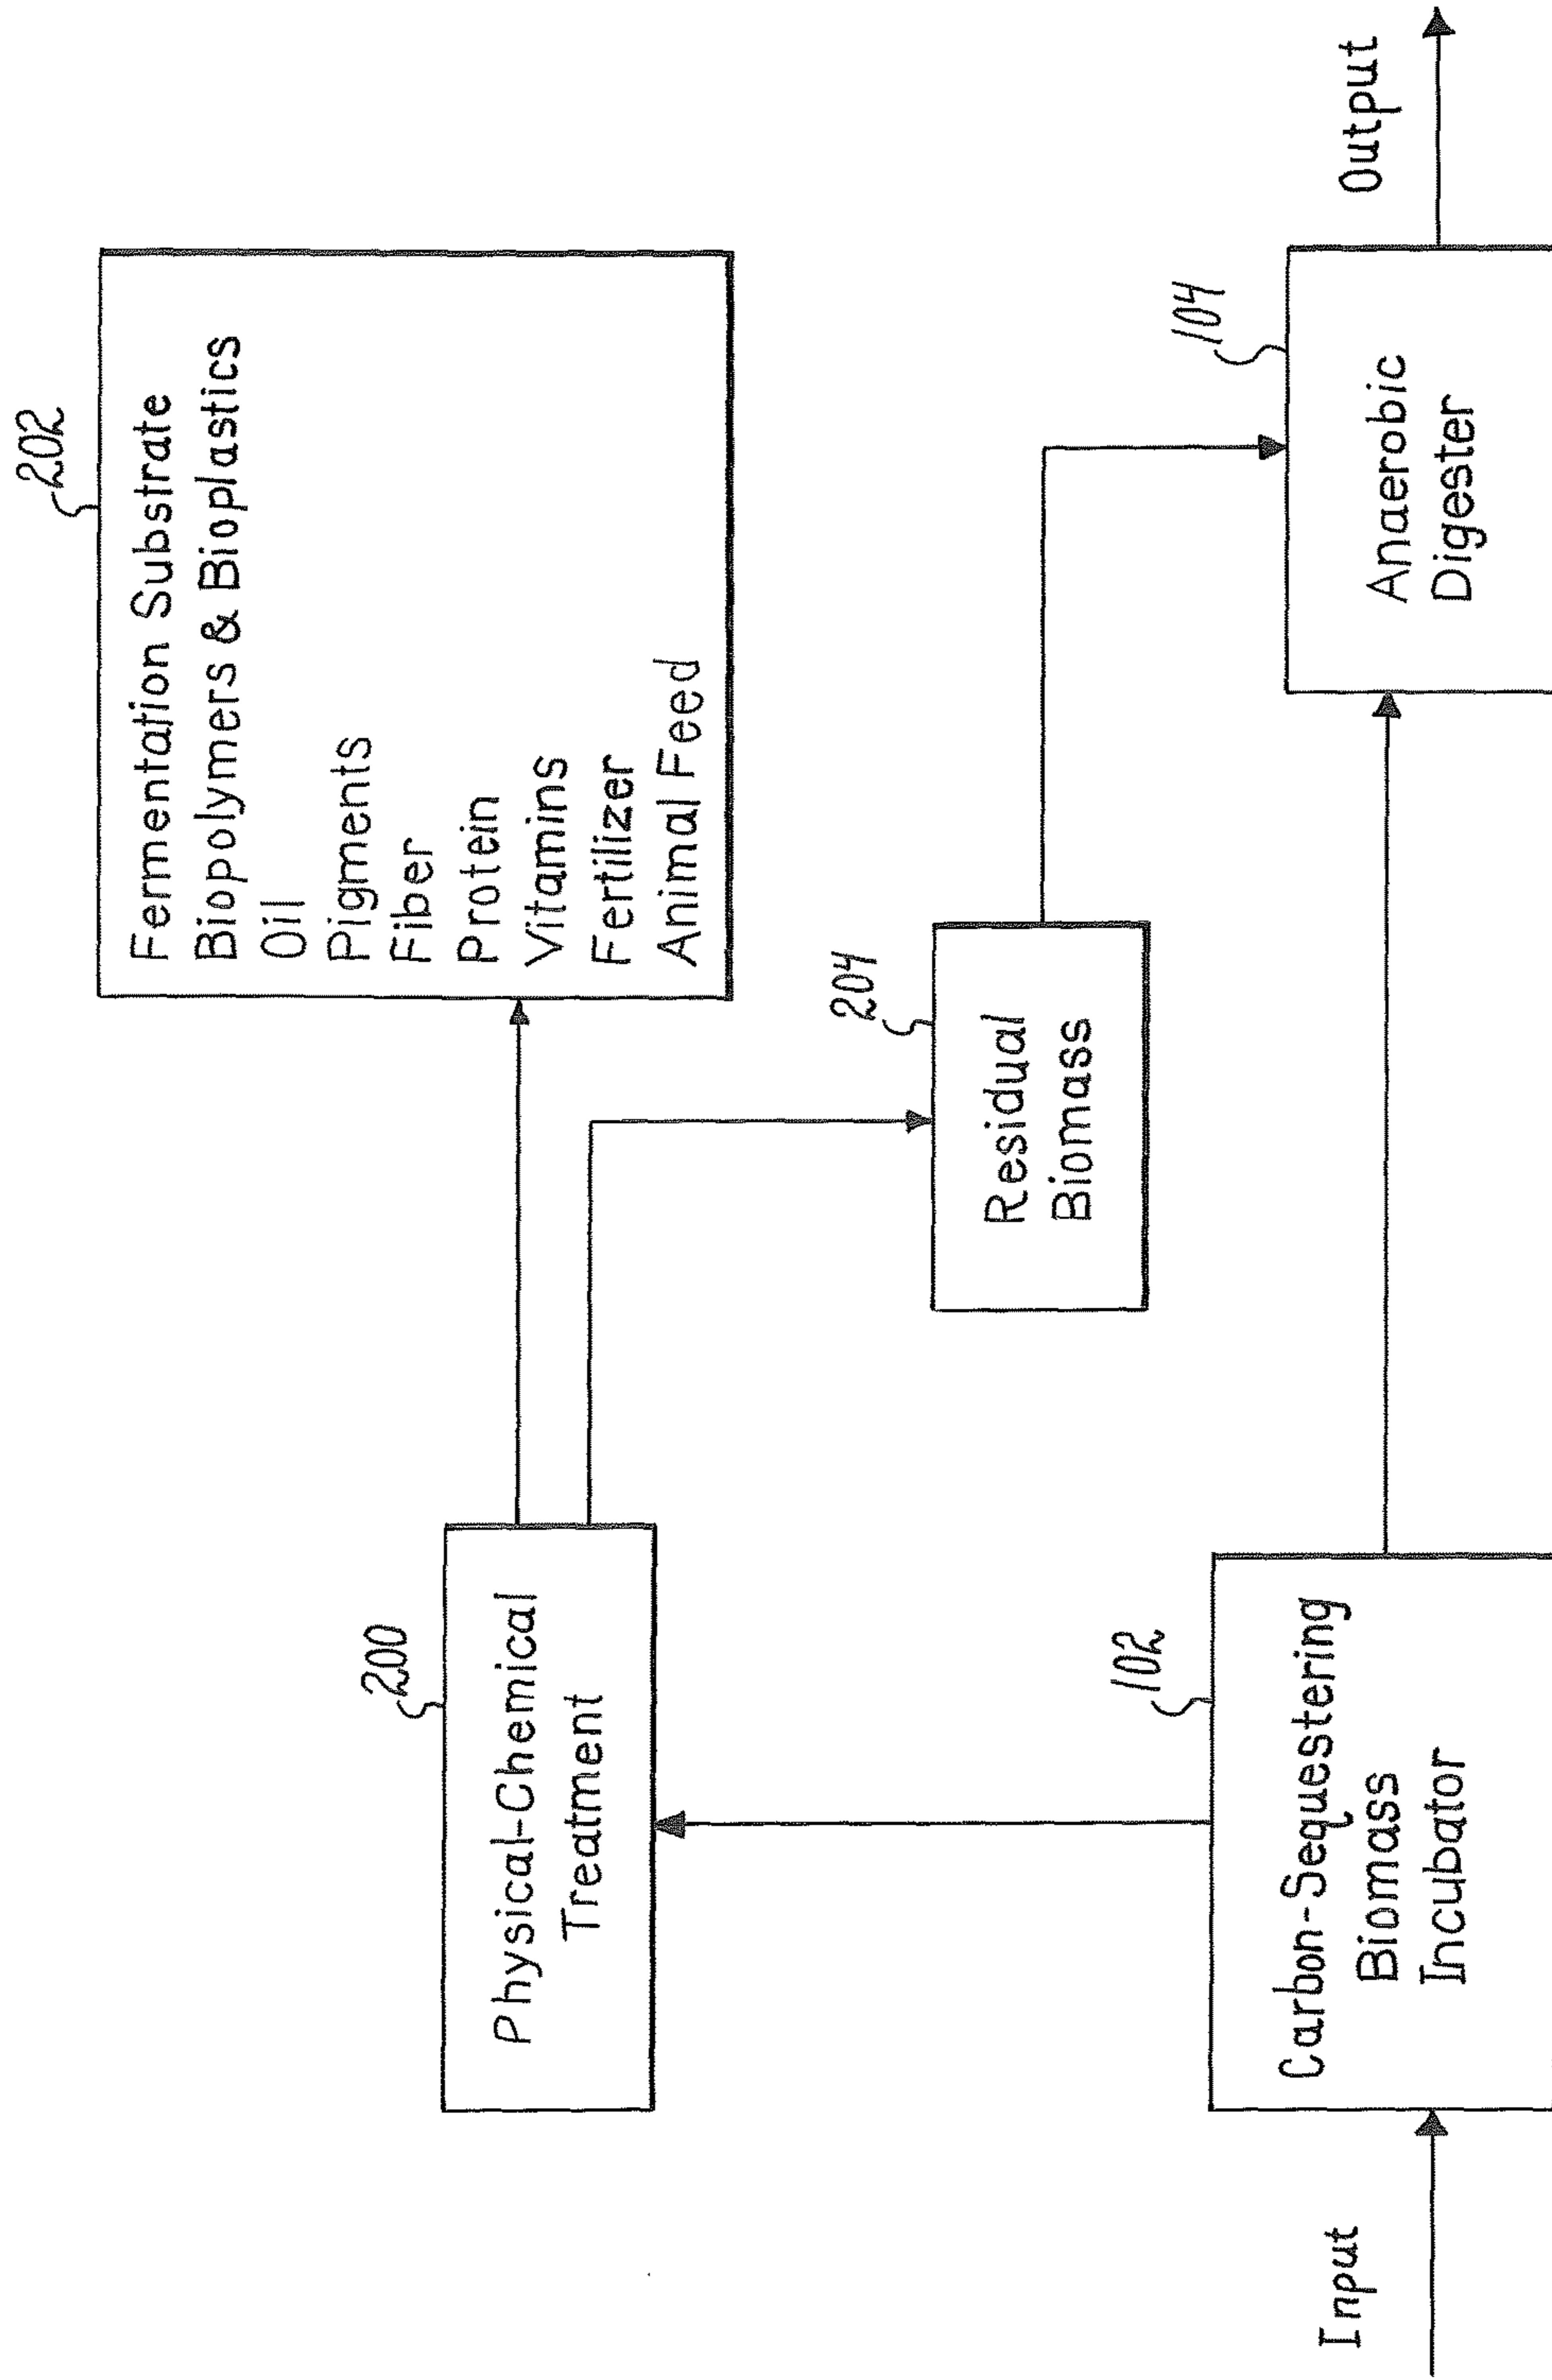 202
Fermentation Substrate
Biopolymers & Bioplastics
Oil
Pigments
Fiber
Protein
Vitamins
Fertilizer
Animal Feed
200
Physical-Chemical
Treatment
204
Residual
Biomass
102
Carbon-Sequestering
Biomass
Incubator
104
Anaerobic
Digester
Input
Output